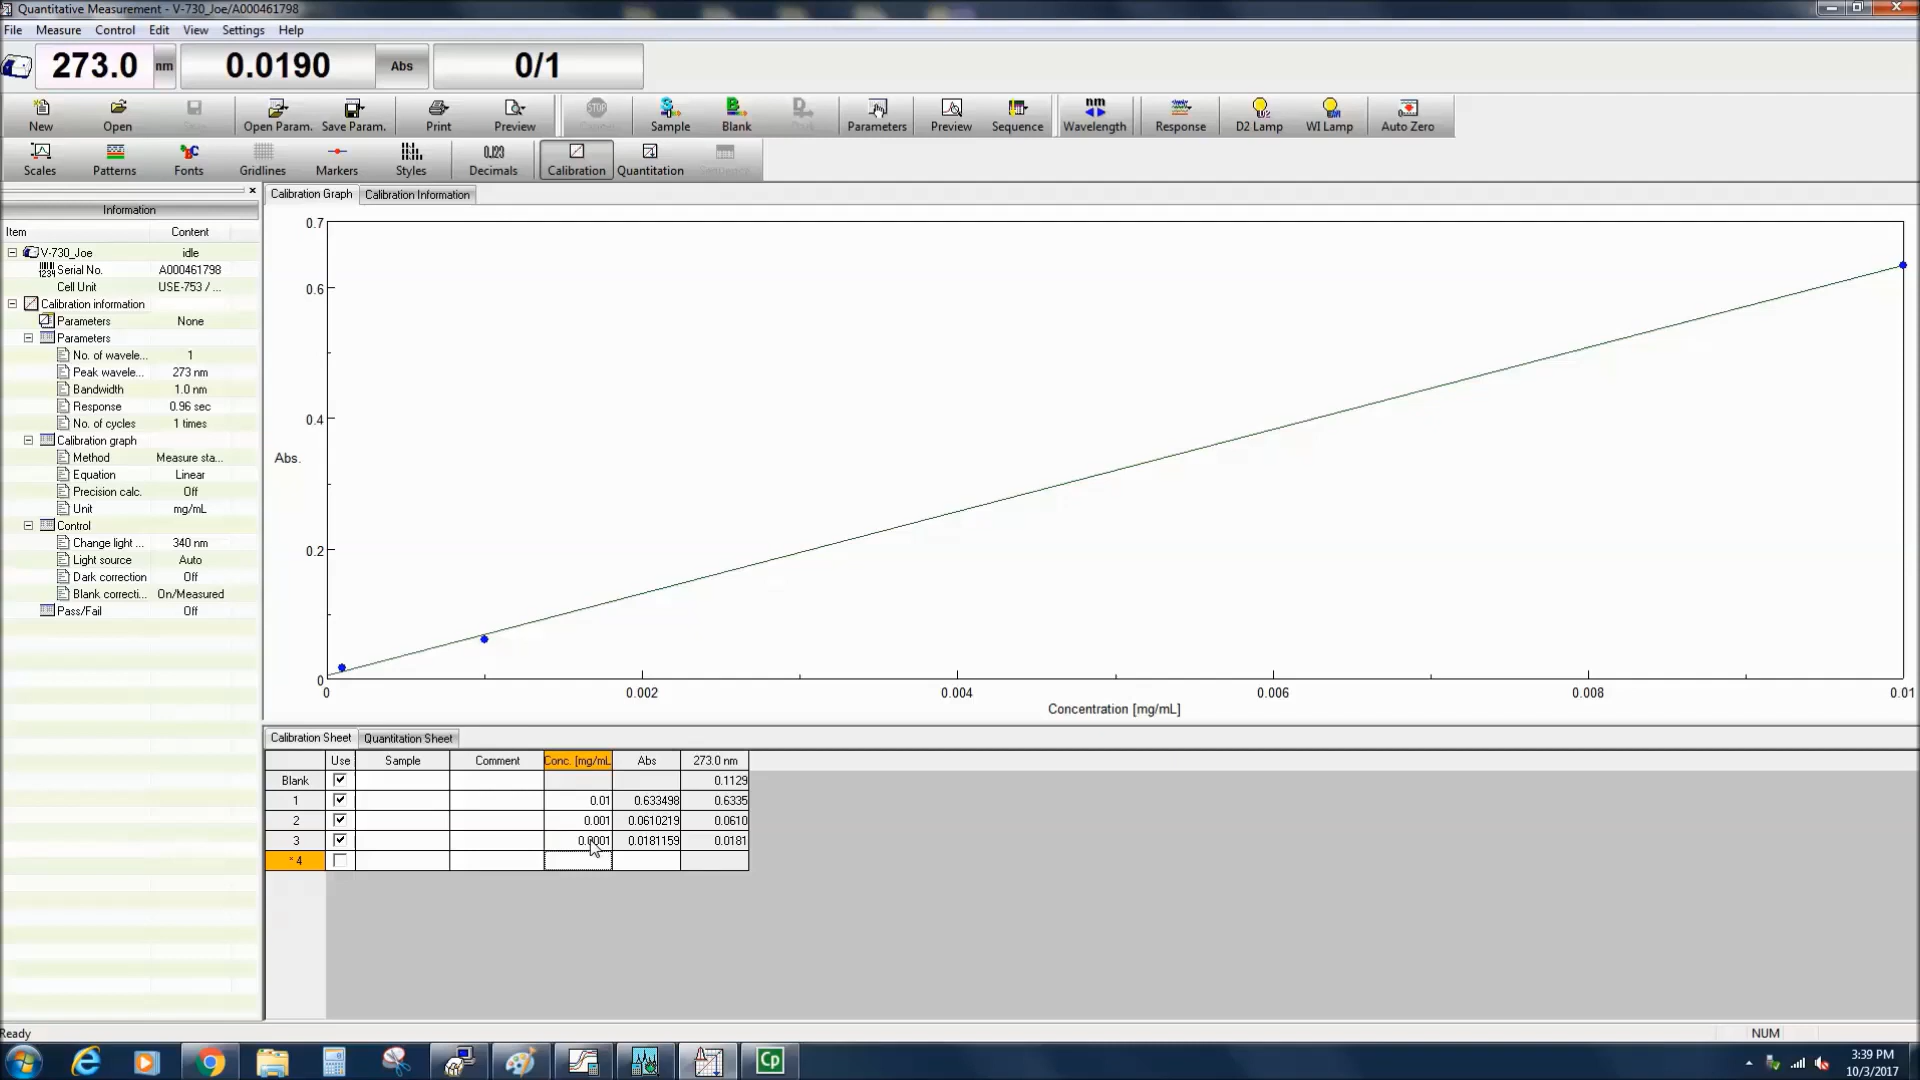 Quantitative Measurement - V-730_Joe/A000461798
File Measure Control Edit View Settings Help
273.0 nm 0.0190 Abs 0/1
New Open Open Param. Save Param. Print Preview STOP Sample Blank Parameters Preview Sequence nm Wavelength Response D2 Lamp WI Lamp Auto Zero
Scales Patterns Fonts Gridlines Markers Styles Decimals Calibration Quantitation
Information
Item Content
V-730_Joe idle
Serial No. A000461798
Cell Unit USE-753 / ...
Calibration information
Parameters None
Parameters
No. of wavele... 1
Peak wavele... 273 nm
Bandwidth 1.0 nm
Response 0.96 sec
No. of cycles 1 times
Calibration graph
Method Measure sta...
Equation Linear
Precision calc. Off
Unit mg/mL
Control
Change light ... 340 nm
Light source Auto
Dark correction Off
Blank correcti... On/Measured
Pass/Fail Off
Calibration Graph Calibration Information
0.7
0.6
0.4
Abs.
0.2
0
0 0.002 0.004 0.006 0.008 0.01
Concentration [mg/mL]
Calibration Sheet Quantitation Sheet
Use Sample Comment Conc. [mg/mL Abs 273.0 nm
Blank 0.1129
1 0.01 0.633498 0.6335
2 0.001 0.0610219 0.0610
3 0.0001 0.0181159 0.0181
* 4
Ready NUM
Cp
3:39 PM
10/3/2017